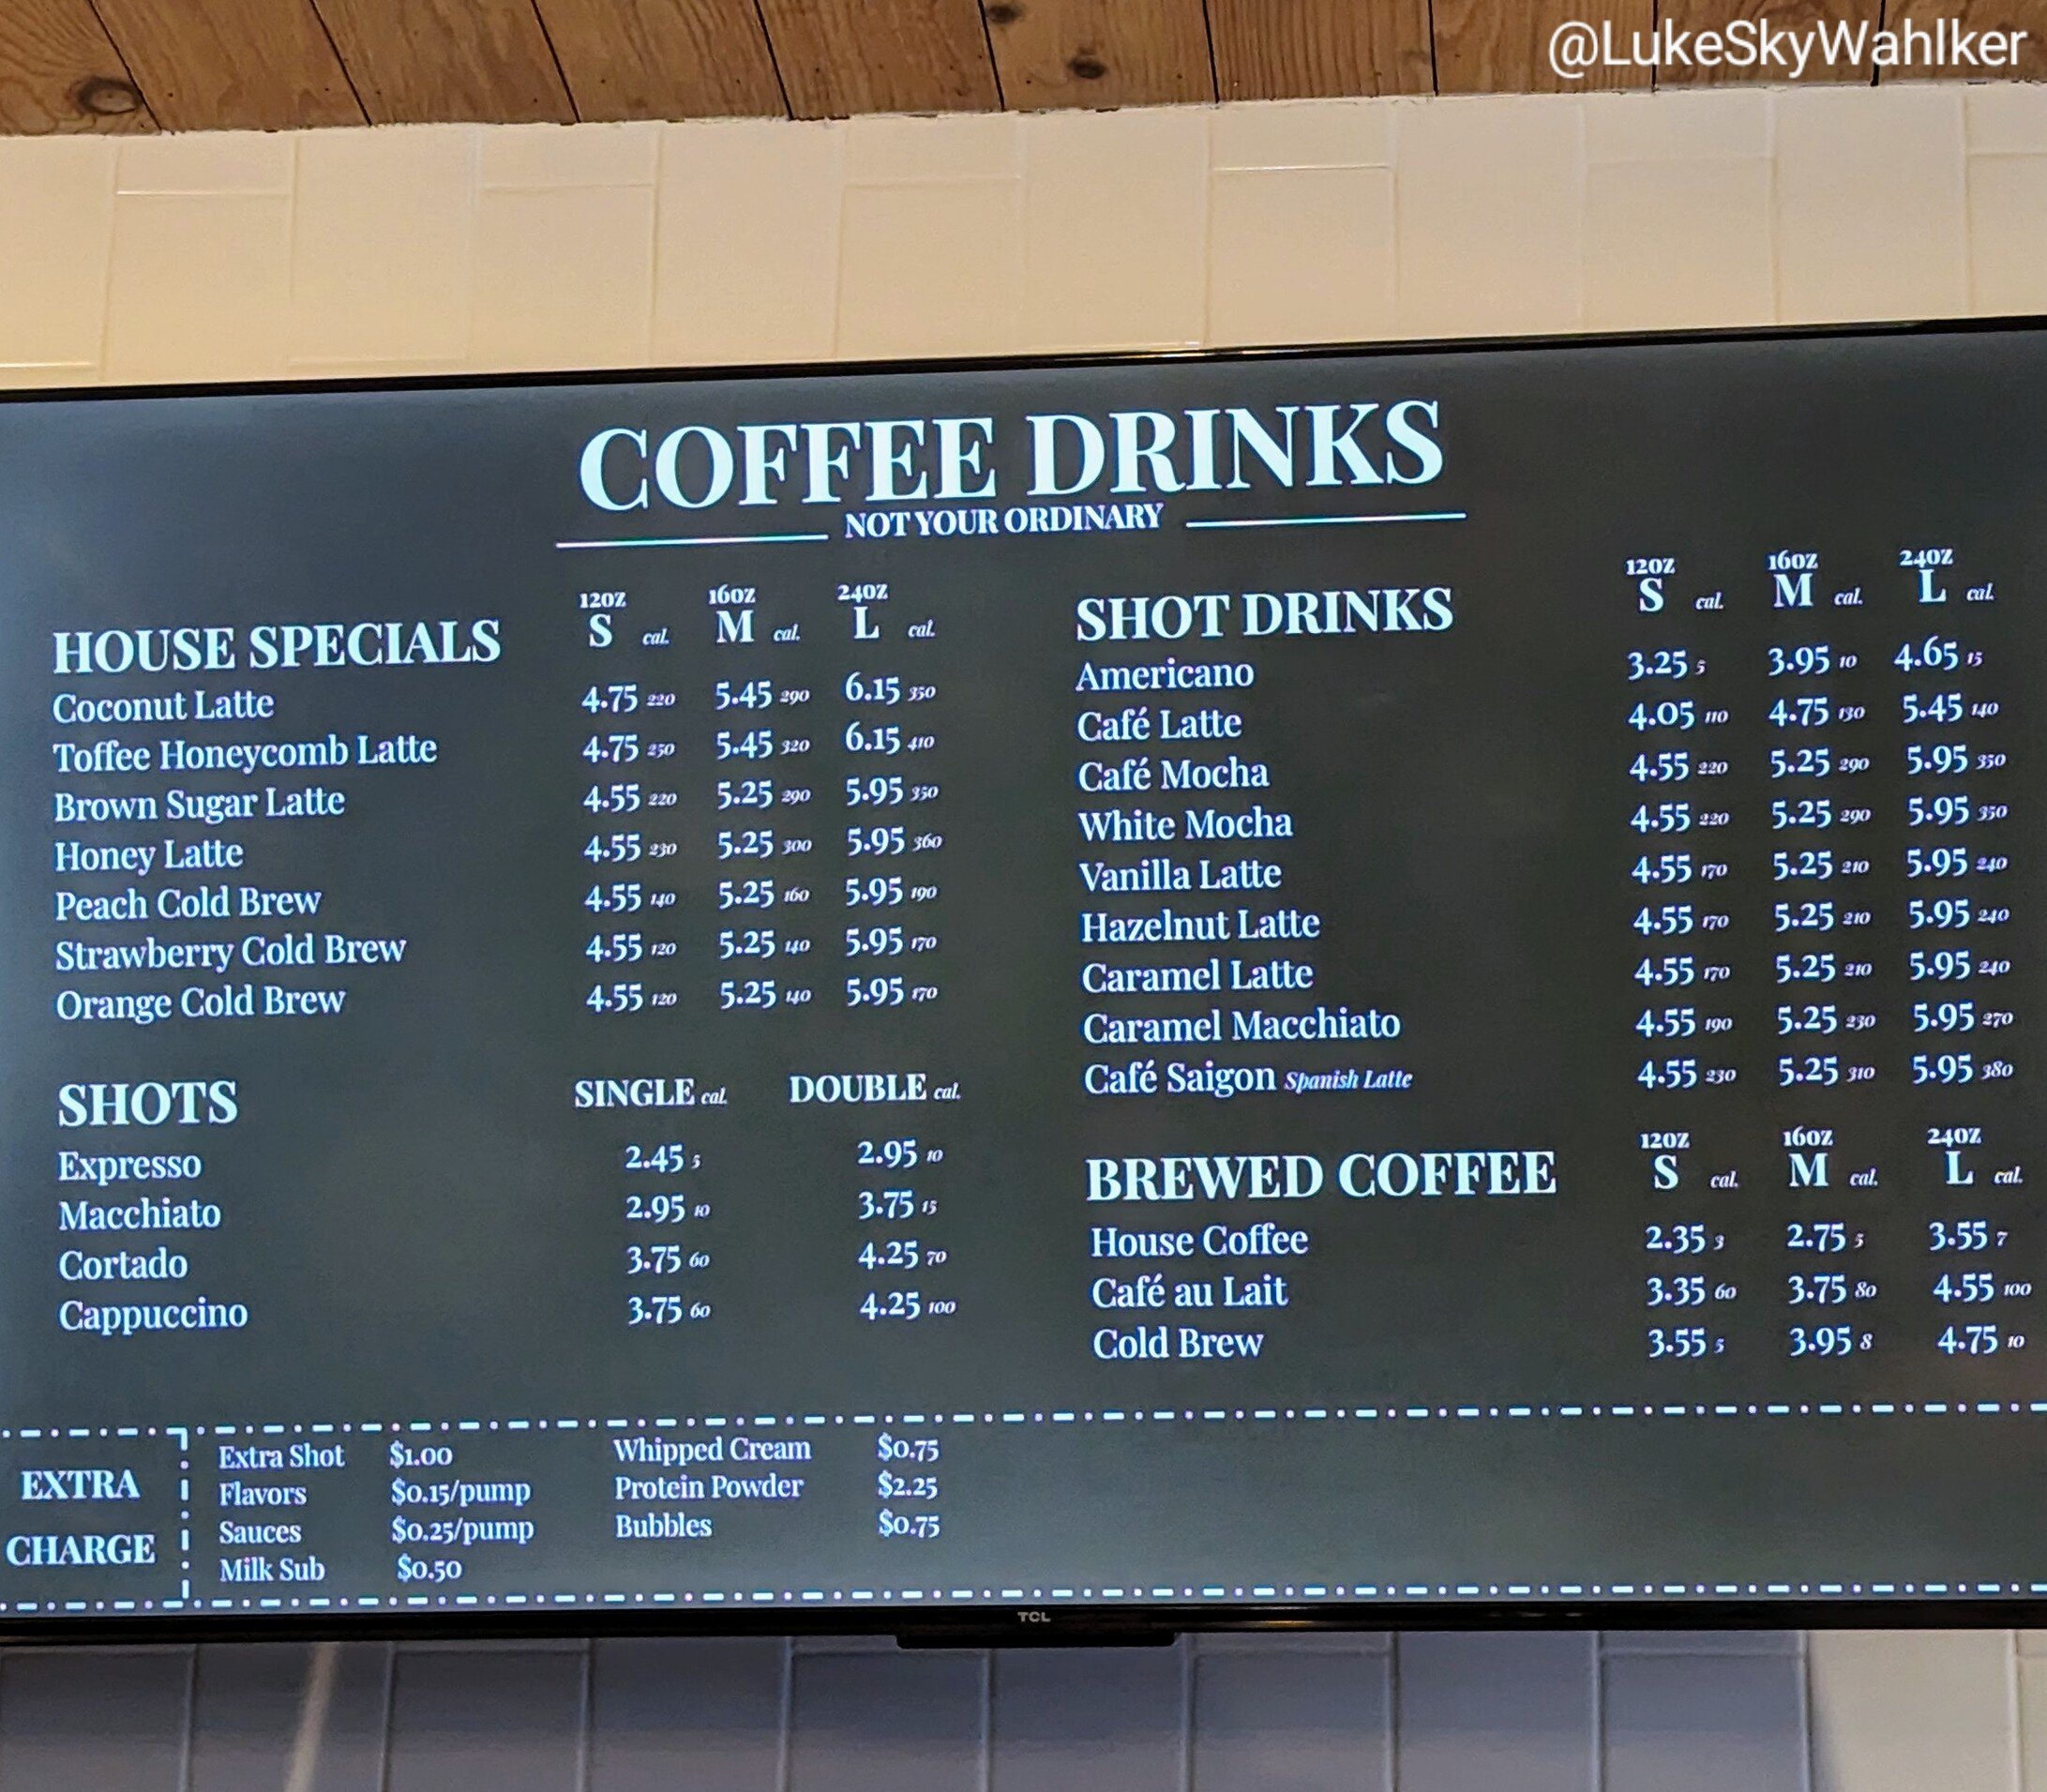 @LukeSkyWahlker
COFFEE DRINKS
NOT YOUR ORDINARY
12OZ 16OZ 24OZ
HOUSE SPECIALS S cal. M cal. L cal.
Coconut Latte 4.75 220 5.45 290 6.15 350
Toffee Honeycomb Latte 4.75 250 5.45 320 6.15 410
Brown Sugar Latte 4.55 220 5.25 290 5.95 350
Honey Latte 4.55 230 5.25 300 5.95 360
Peach Cold Brew 4.55 140 5.25 160 5.95 190
Strawberry Cold Brew 4.55 120 5.25 140 5.95 170
Orange Cold Brew 4.55 120 5.25 140 5.95 170
SHOTS SINGLE cal. DOUBLE cal.
Expresso 2.45 5 2.95 10
Macchiato 2.95 10 3.75 15
Cortado 3.75 60 4.25 70
Cappuccino 3.75 60 4.25 100
12OZ 16OZ 24OZ
SHOT DRINKS S cal. M cal. L cal.
Americano 3.25 5 3.95 10 4.65 15
Café Latte 4.05 110 4.75 130 5.45 140
Café Mocha 4.55 220 5.25 290 5.95 350
White Mocha 4.55 220 5.25 290 5.95 350
Vanilla Latte 4.55 170 5.25 210 5.95 240
Hazelnut Latte 4.55 170 5.25 210 5.95 240
Caramel Latte 4.55 170 5.25 210 5.95 240
Caramel Macchiato 4.55 190 5.25 230 5.95 270
Café Saigon Spanish Latte 4.55 230 5.25 310 5.95 380
12OZ 16OZ 24OZ
BREWED COFFEE S cal. M cal. L cal.
House Coffee 2.35 3 2.75 5 3.55 7
Café au Lait 3.35 60 3.75 80 4.55 100
Cold Brew 3.55 5 3.95 8 4.75 10
EXTRA
CHARGE
Extra Shot $1.00
Flavors $0.15/pump
Sauces $0.25/pump
Milk Sub $0.50
Whipped Cream $0.75
Protein Powder $2.25
Bubbles $0.75
TCL